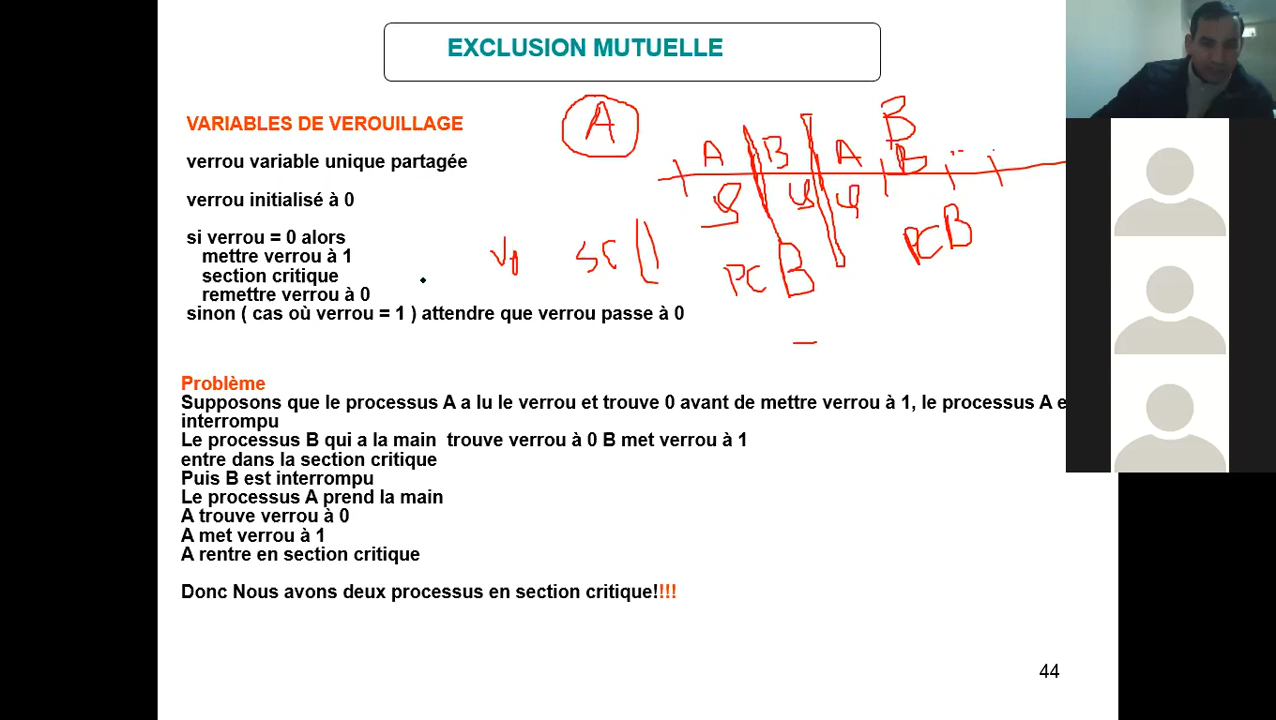 EXCLUSION MUTUELLE
VARIABLES DE VEROUILLAGE
verrou variable unique partagée
verrou initialisé à 0
si verrou = 0 alors
mettre verrou à 1
section critique
remettre verrou à 0
sinon ( cas où verrou = 1 ) attendre que verrou passe à 0
A
B
A B A B
SC
PC B
PC B
Problème
Supposons que le processus A a lu le verrou et trouve 0 avant de mettre verrou à 1, le processus A e
interrompu
Le processus B qui a la main trouve verrou à 0 B met verrou à 1
entre dans la section critique
Puis B est interrompu
Le processus A prend la main
A trouve verrou à 0
A met verrou à 1
A rentre en section critique
Donc Nous avons deux processus en section critique!!!!
44